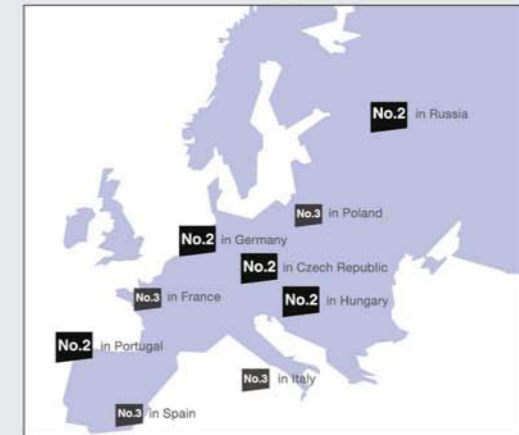 No.2 in Russia
No.3 in Poland
No.2 in Germany
No.2 in Czech Republic
No.3 in France
No.2 in Hungary
No.2 in Portugal
No.3 in Italy
No.3 in Spain